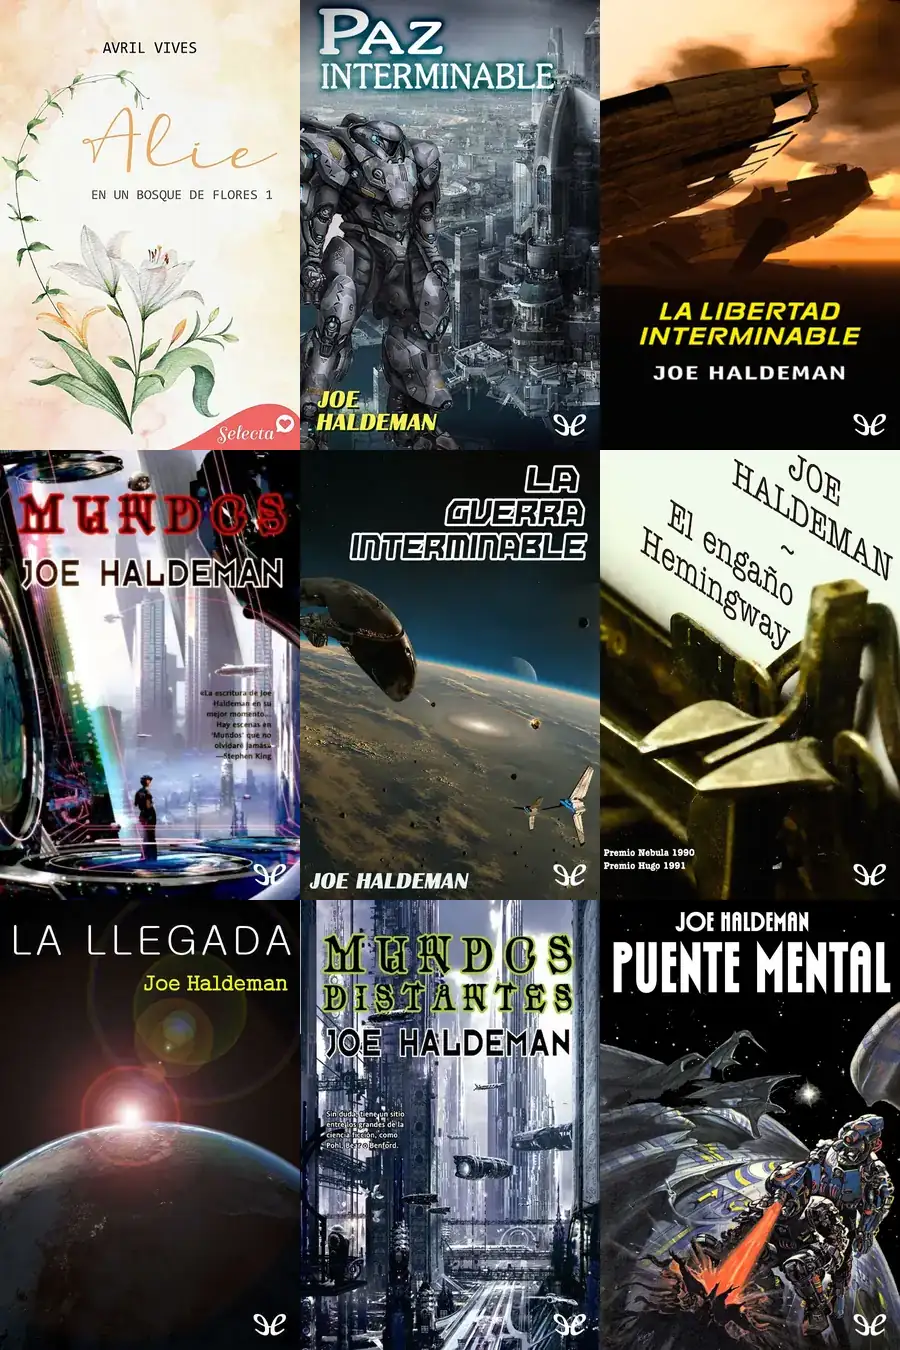 AVRIL VIVES
Alie
EN UN BOSQUE DE FLORES 1
Selecta
PAZ
INTERMINABLE
JOE
HALDEMAN
LA LIBERTAD
INTERMINABLE
JOE HALDEMAN
MUNDOS
JOE HALDEMAN
«La escritura de Joe
Haldeman en su
mejor momento...
Hay escenas en
'Mundos' que no
olvidaré jamás»
—Stephen King
LA
GUERRA
INTERMINABLE
JOE HALDEMAN
JOE
HALDEMAN
~
El engaño
Hemingway
Premio Nebula 1990
Premio Hugo 1991
LA LLEGADA
Joe Haldeman
MUNDOS
DISTANTES
JOE HALDEMAN
Sin duda, tiene un sitio
entre los grandes de la
ciencia ficción, como
Pohl, Bear o Benford.
JOE HALDEMAN
PUENTE MENTAL